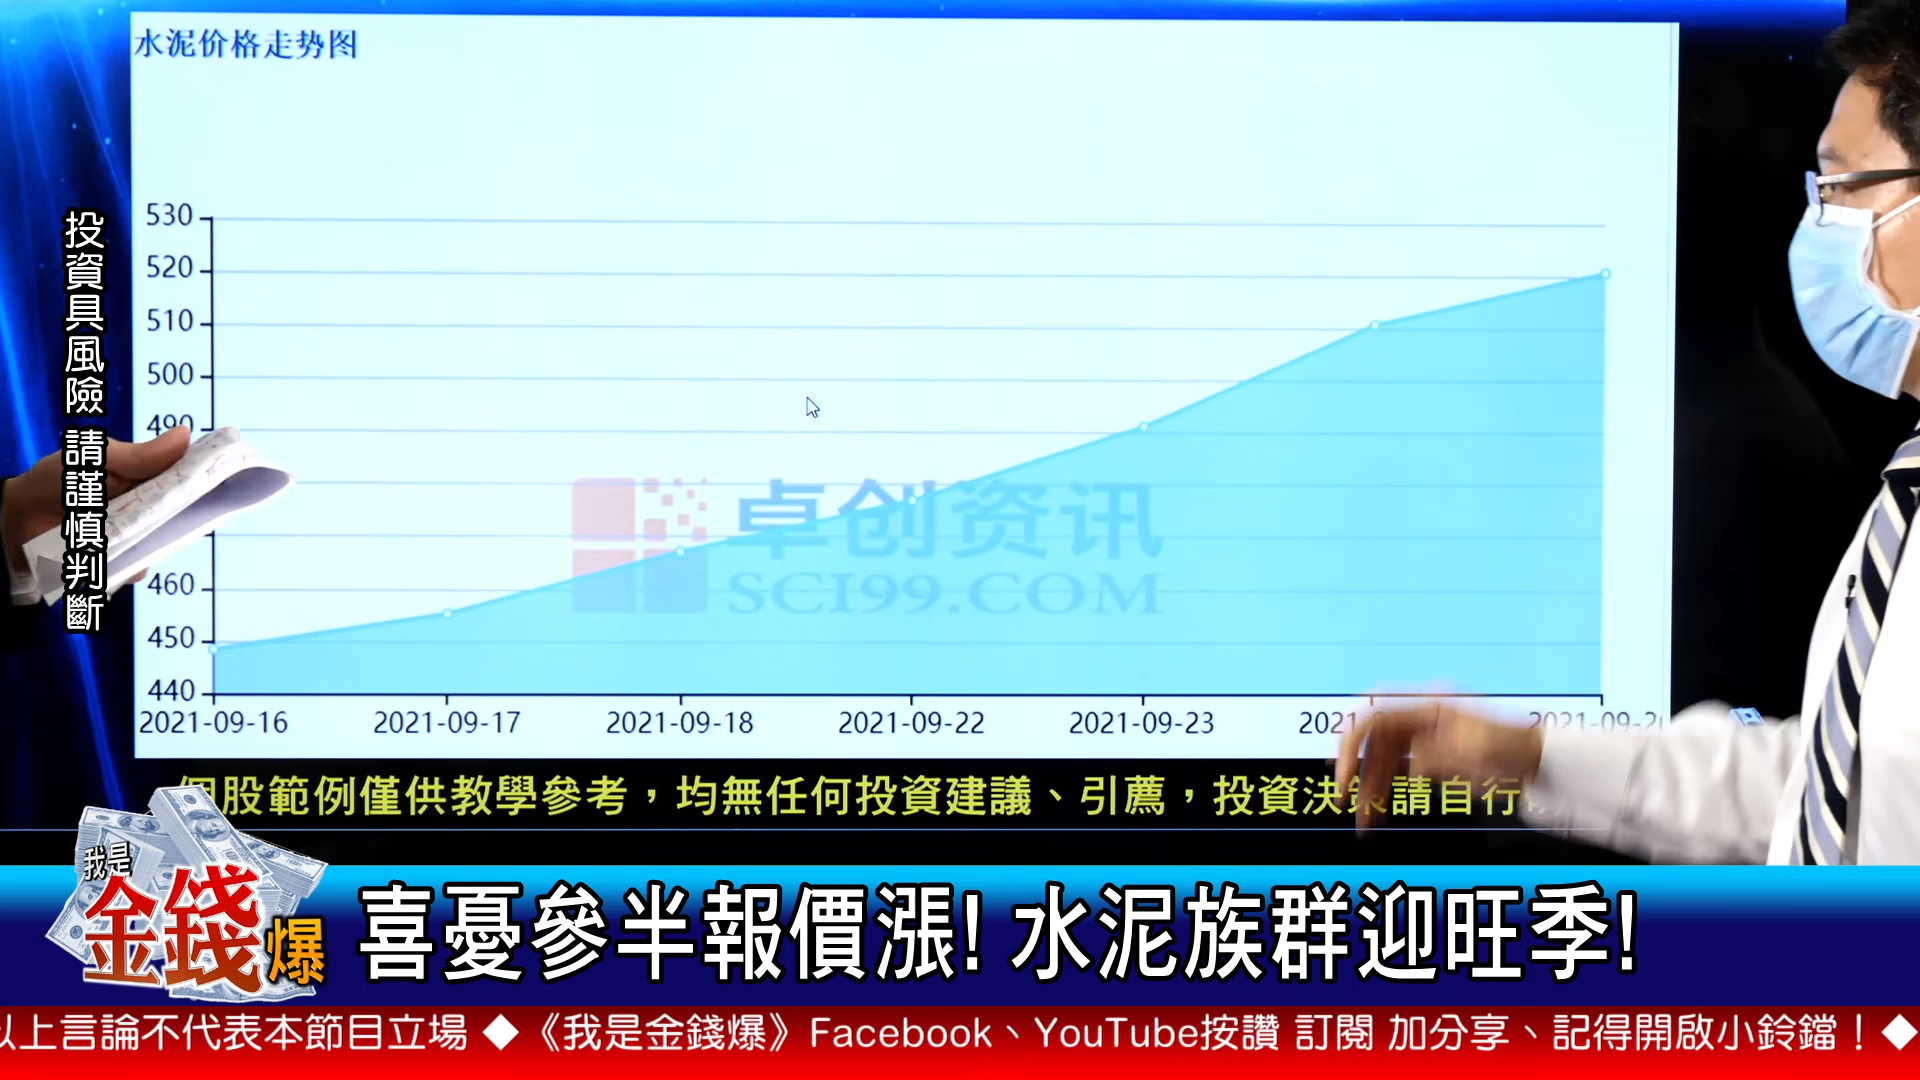 水泥价格走势图
530
520
510
500
490
460
450
440
2021-09-16
2021-09-17
2021-09-18
2021-09-22
2021-09-23
卓创资讯
SCI99.COM
投資具風險 請謹慎判斷
個股範例僅供教學參考，均無任何投資建議、引薦，投資決策請自行
我是
金錢爆
喜憂參半報價漲! 水泥族群迎旺季!
以上言論不代表本節目立場 ◆《我是金錢爆》Facebook、YouTube按讚 訂閱 加分享、記得開啟小鈴鐺！◆